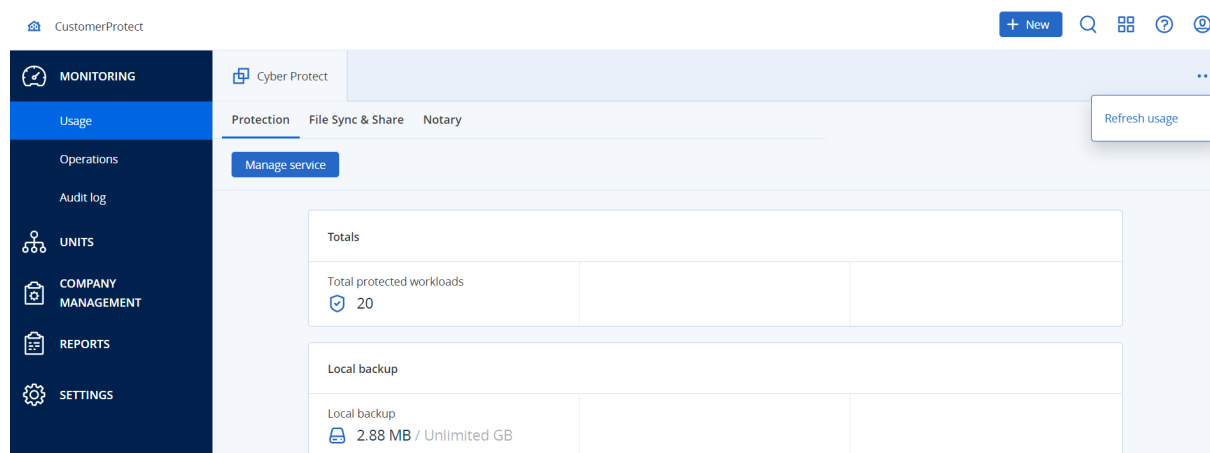 CustomerProtect
+ New
MONITORING
Cyber Protect
Usage
Protection File Sync & Share Notary
Refresh usage
Operations
Manage service
Audit log
UNITS
Totals
COMPANY
MANAGEMENT
Total protected workloads
20
REPORTS
Local backup
SETTINGS
Local backup
2.88 MB / Unlimited GB